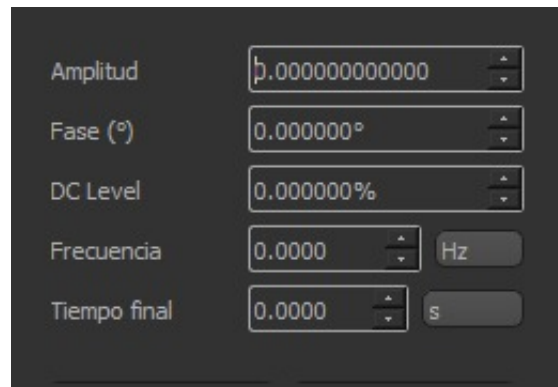 Amplitud 0.000000000000
Fase (°) 0.000000°
DC Level 0.000000%
Frecuencia 0.0000 Hz
Tiempo final 0.0000 s